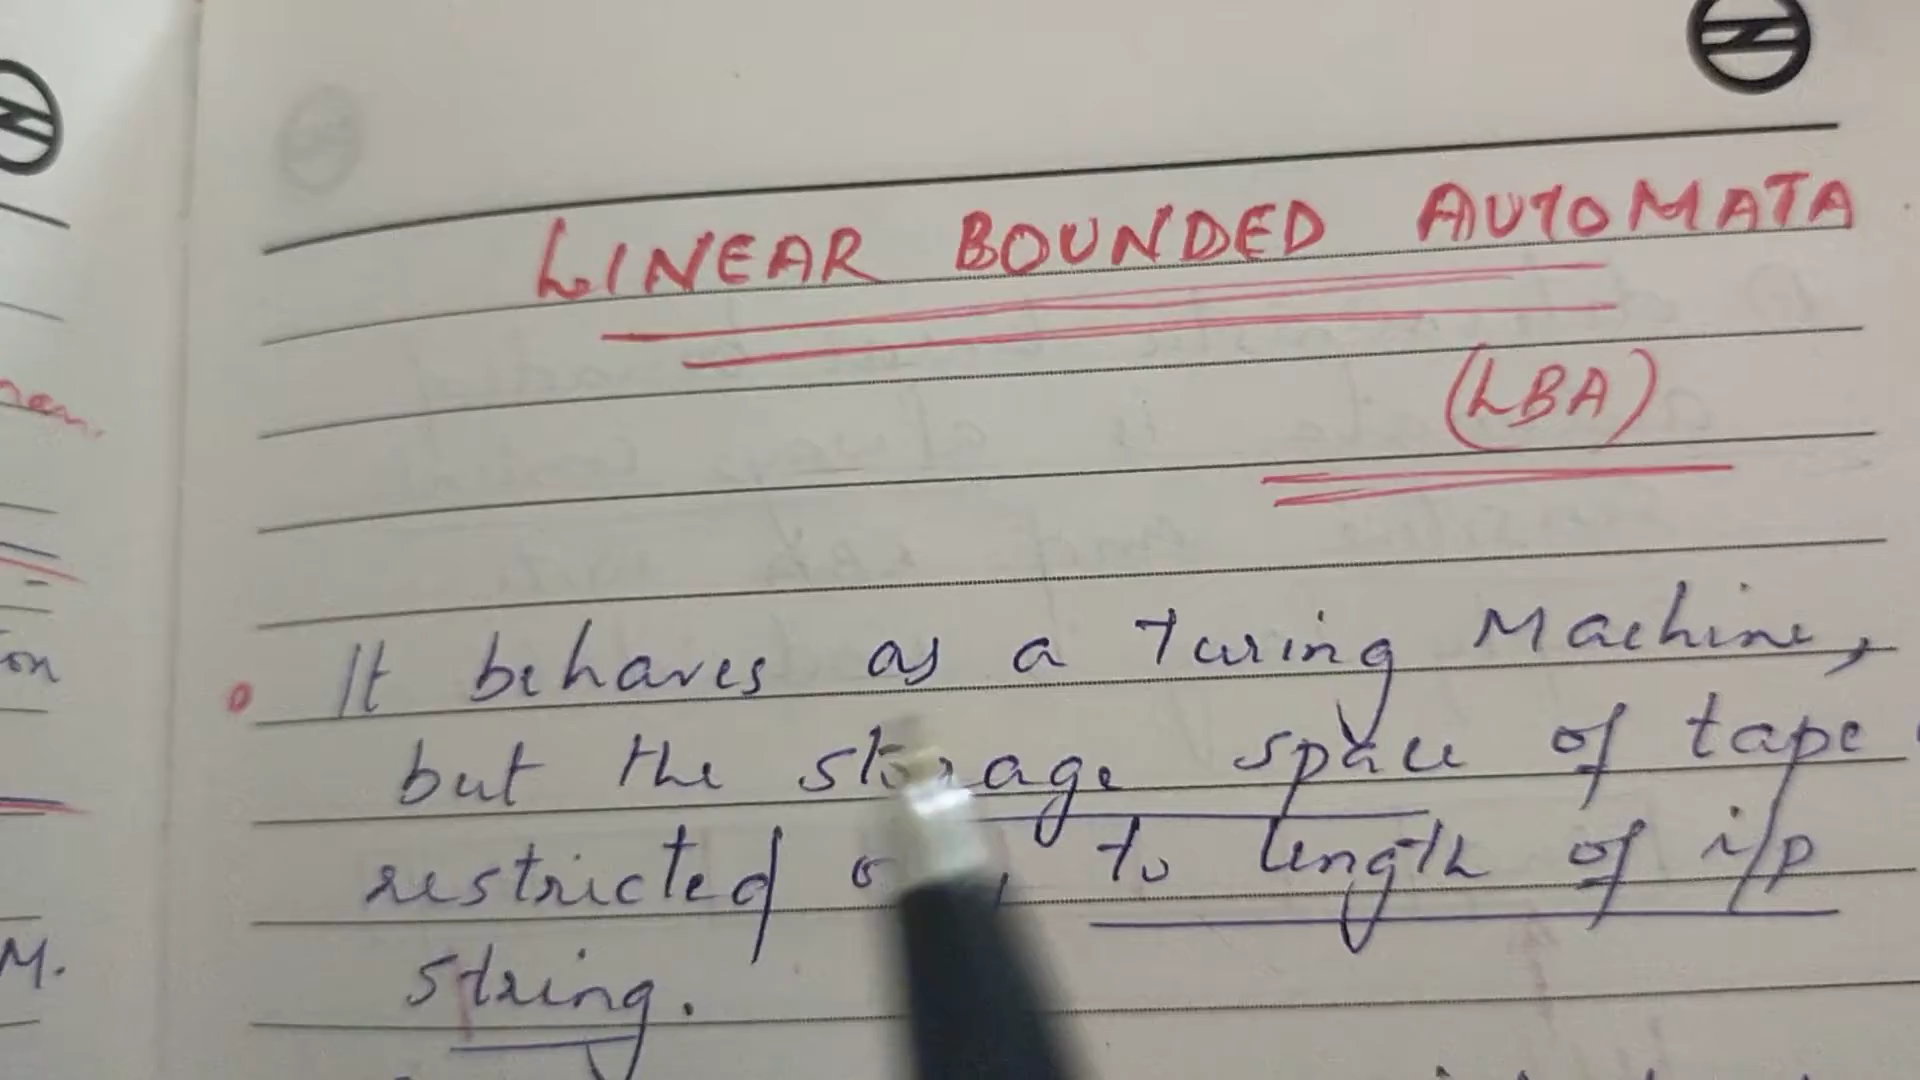 LINEAR BOUNDED AUTOMATA
(LBA)
It behaves as a Turing Machine,
but the storage space of tape
restricted to length of i/p
string.
on
M.